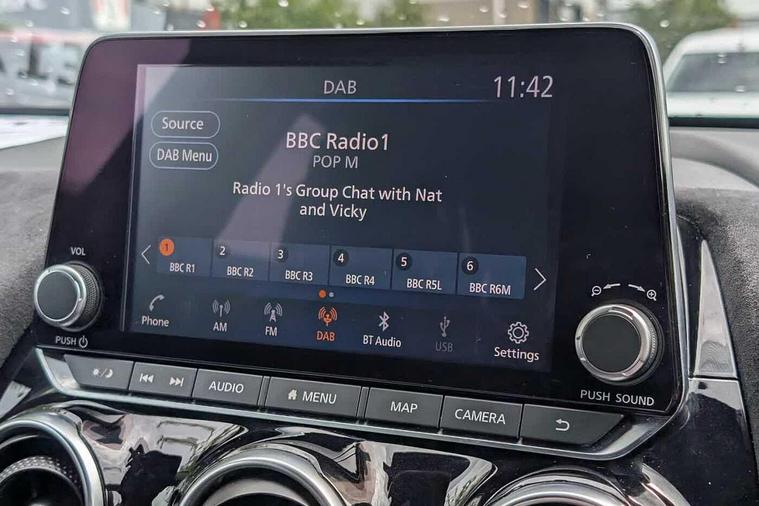 DAB
11:42
Source
DAB Menu
BBC Radio1
POP M
Radio 1's Group Chat with Nat
and Vicky
1
BBC R1
2
BBC R2
3
BBC R3
4
BBC R4
5
BBC R5L
6
BBC R6M
Phone
AM
FM
DAB
BT Audio
USB
Settings
VOL
PUSH
PUSH SOUND
AUDIO
MENU
MAP
CAMERA